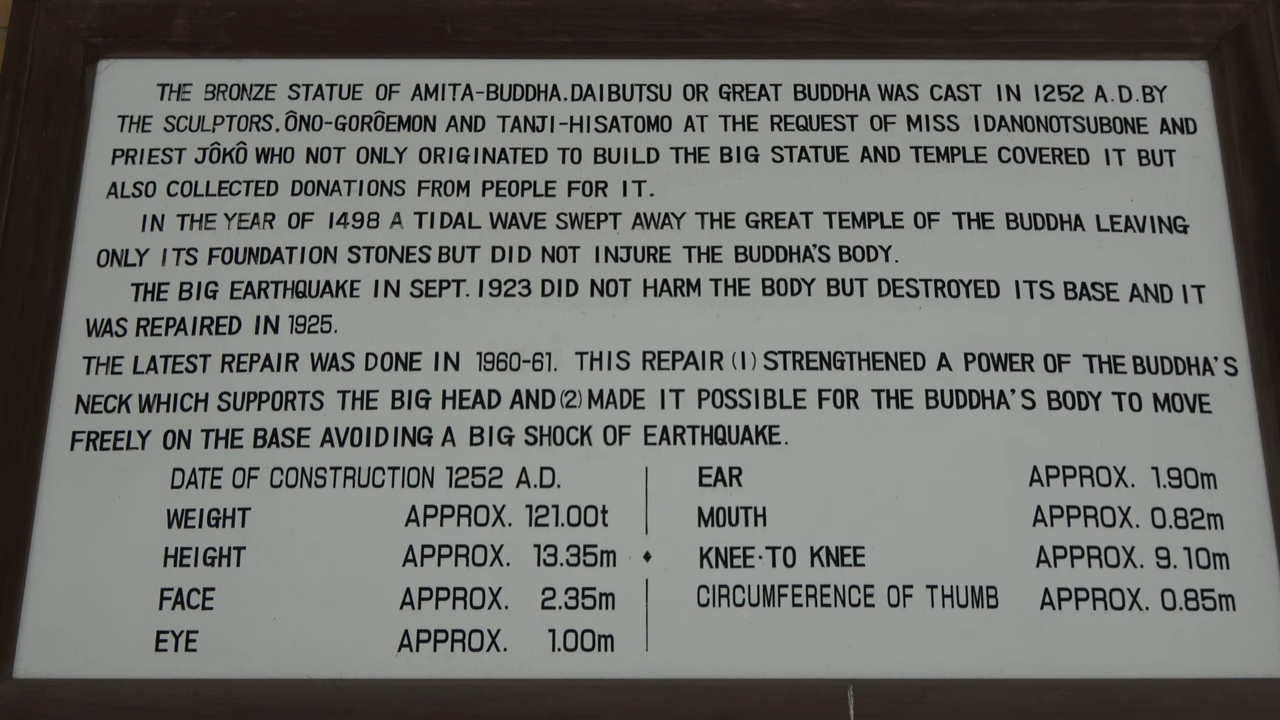 THE BRONZE STATUE OF AMITA-BUDDHA.DAIBUTSU OR GREAT BUDDHA WAS CAST IN 1252 A.D.BY
THE SCULPTORS,ÔNO-GORÔEMON AND TANJI-HISATOMO AT THE REQUEST OF MISS IDANONOTSUBONE AND
PRIEST JÔKÔ WHO NOT ONLY ORIGINATED TO BUILD THE BIG STATUE AND TEMPLE COVERED IT BUT
ALSO COLLECTED DONATIONS FROM PEOPLE FOR IT.
IN THE YEAR OF 1498 A TIDAL WAVE SWEPT AWAY THE GREAT TEMPLE OF THE BUDDHA LEAVING
ONLY ITS FOUNDATION STONES BUT DID NOT INJURE THE BUDDHA'S BODY.
THE BIG EARTHQUAKE IN SEPT. 1923 DID NOT HARM THE BODY BUT DESTROYED ITS BASE AND IT
WAS REPAIRED IN 1925.
THE LATEST REPAIR WAS DONE IN 1960-61. THIS REPAIR (1) STRENGTHENED A POWER OF THE BUDDHA'S
NECK WHICH SUPPORTS THE BIG HEAD AND (2) MADE IT POSSIBLE FOR THE BUDDHA'S BODY TO MOVE
FREELY ON THE BASE AVOIDING A BIG SHOCK OF EARTHQUAKE.
DATE OF CONSTRUCTION 1252 A.D.
WEIGHT APPROX. 121.00t
HEIGHT APPROX. 13.35m
FACE APPROX. 2.35m
EYE APPROX. 1.00m
EAR APPROX. 1.90m
MOUTH APPROX. 0.82m
KNEE·TO KNEE APPROX. 9.10m
CIRCUMFERENCE OF THUMB APPROX. 0.85m